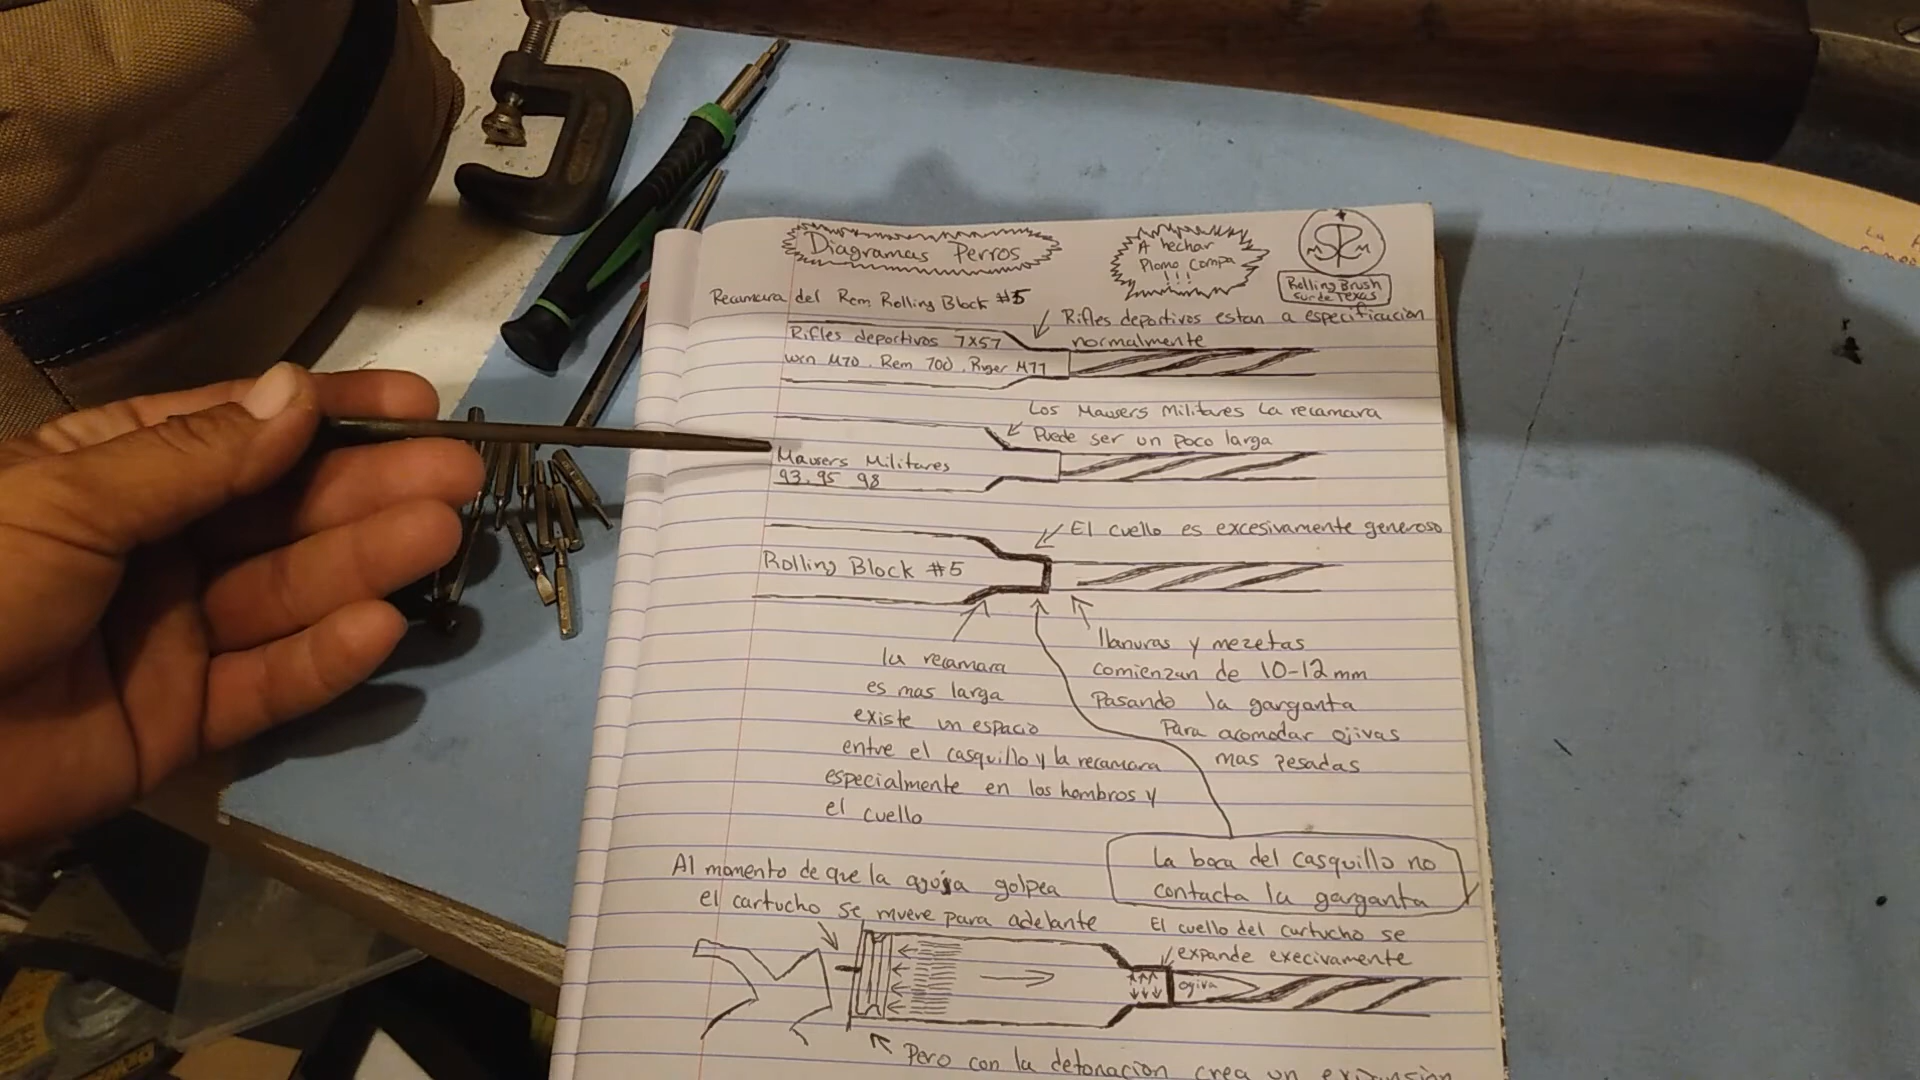 Diagramas Perros
A hechar
Plomo Compa
!!!
M SR M
Rolling Brush
sur de Texas
Recamara del Rem Rolling Block #5
Rifles deportivos estan a especificación
normalmente
Rifles deportivos 7x57
wcn M70. Rem 700. Ruger M77
Los Mausers Militares la recamara
Puede ser un poco larga
Mausers Militares
93. 95 98
El cuello es excesivamente generoso
Rolling Block #5
llanuras y mezetas
comienzan de 10-12 mm
Pasando la garganta
Para acomodar ojivas
mas pesadas
la recamara
es mas larga
existe un espacio
entre el casquillo y la recamara
especialmente en los hombros y
el cuello
La boca del casquillo no
contacta la garganta
Al momento de que la aguja golpea
el cartucho se mueve para adelante
El cuello del cartucho se
expande execivamente
ogiva
Pero con la detonacion crea un expansion